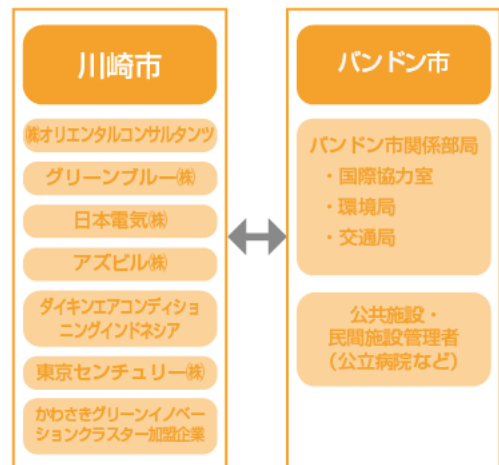 川崎市
㈱オリエンタルコンサルタンツ
グリーンブルー㈱
日本電気㈱
アズビル㈱
ダイキンエアコンディショ
ニングインドネシア
東京センチュリー㈱
かわさきグリーンイノベー
ションクラスター加盟企業
バンドン市
バンドン市関係部局
・国際協力室
・環境局
・交通局
公共施設・
民間施設管理者
(公立病院など)